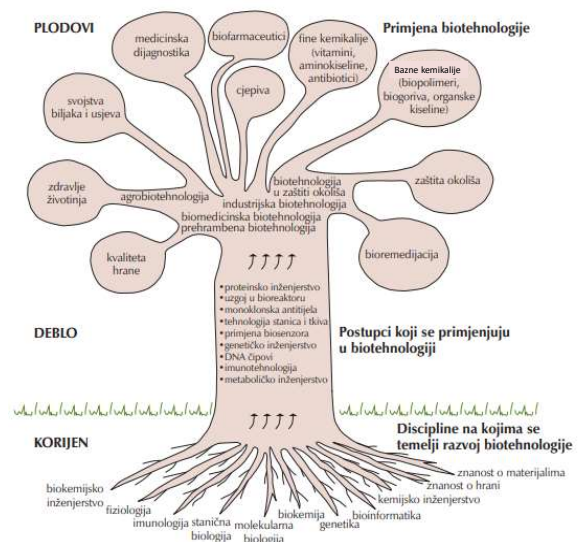 PLODOVI
Primjena biotehnologije
medicinska
dijagnostika
biofarmaceutici
fine kemikalije
(vitamini,
aminokiseline,
antibiotici)
Bazne kemikalije
(biopolimeri,
biogoriva, organske
kiseline)
cjepiva
svojstva
biljaka i usjeva
zdravlje
životinja
kvaliteta
hrane
zaštita okoliša
bioremedijacija
agrobiotehnologija
biotehnologija
u zaštiti okoliša
industrijska biotehnologija
biomedicinska biotehnologija
prehrambena biotehnologija
DEBLO
• proteinsko inženjerstvo
• uzgoj u bioreaktoru
• monoklonska antitijela
• tehnologija stanica i tkiva
• primjena biosenzora
• genetičko inženjerstvo
• DNA čipovi
• imunotehnologija
• metaboličko inženjerstvo
Postupci koji se primjenjuju
u biotehnologiji
KORIJEN
Discipline na kojima se
temelji razvoj biotehnologije
biokemijsko
inženjerstvo
fiziologija
imunologija
stanična
biologija
molekularna
biologija
biokemija
genetika
bioinformatika
kemijsko inženjerstvo
znanost o hrani
znanost o materijalima